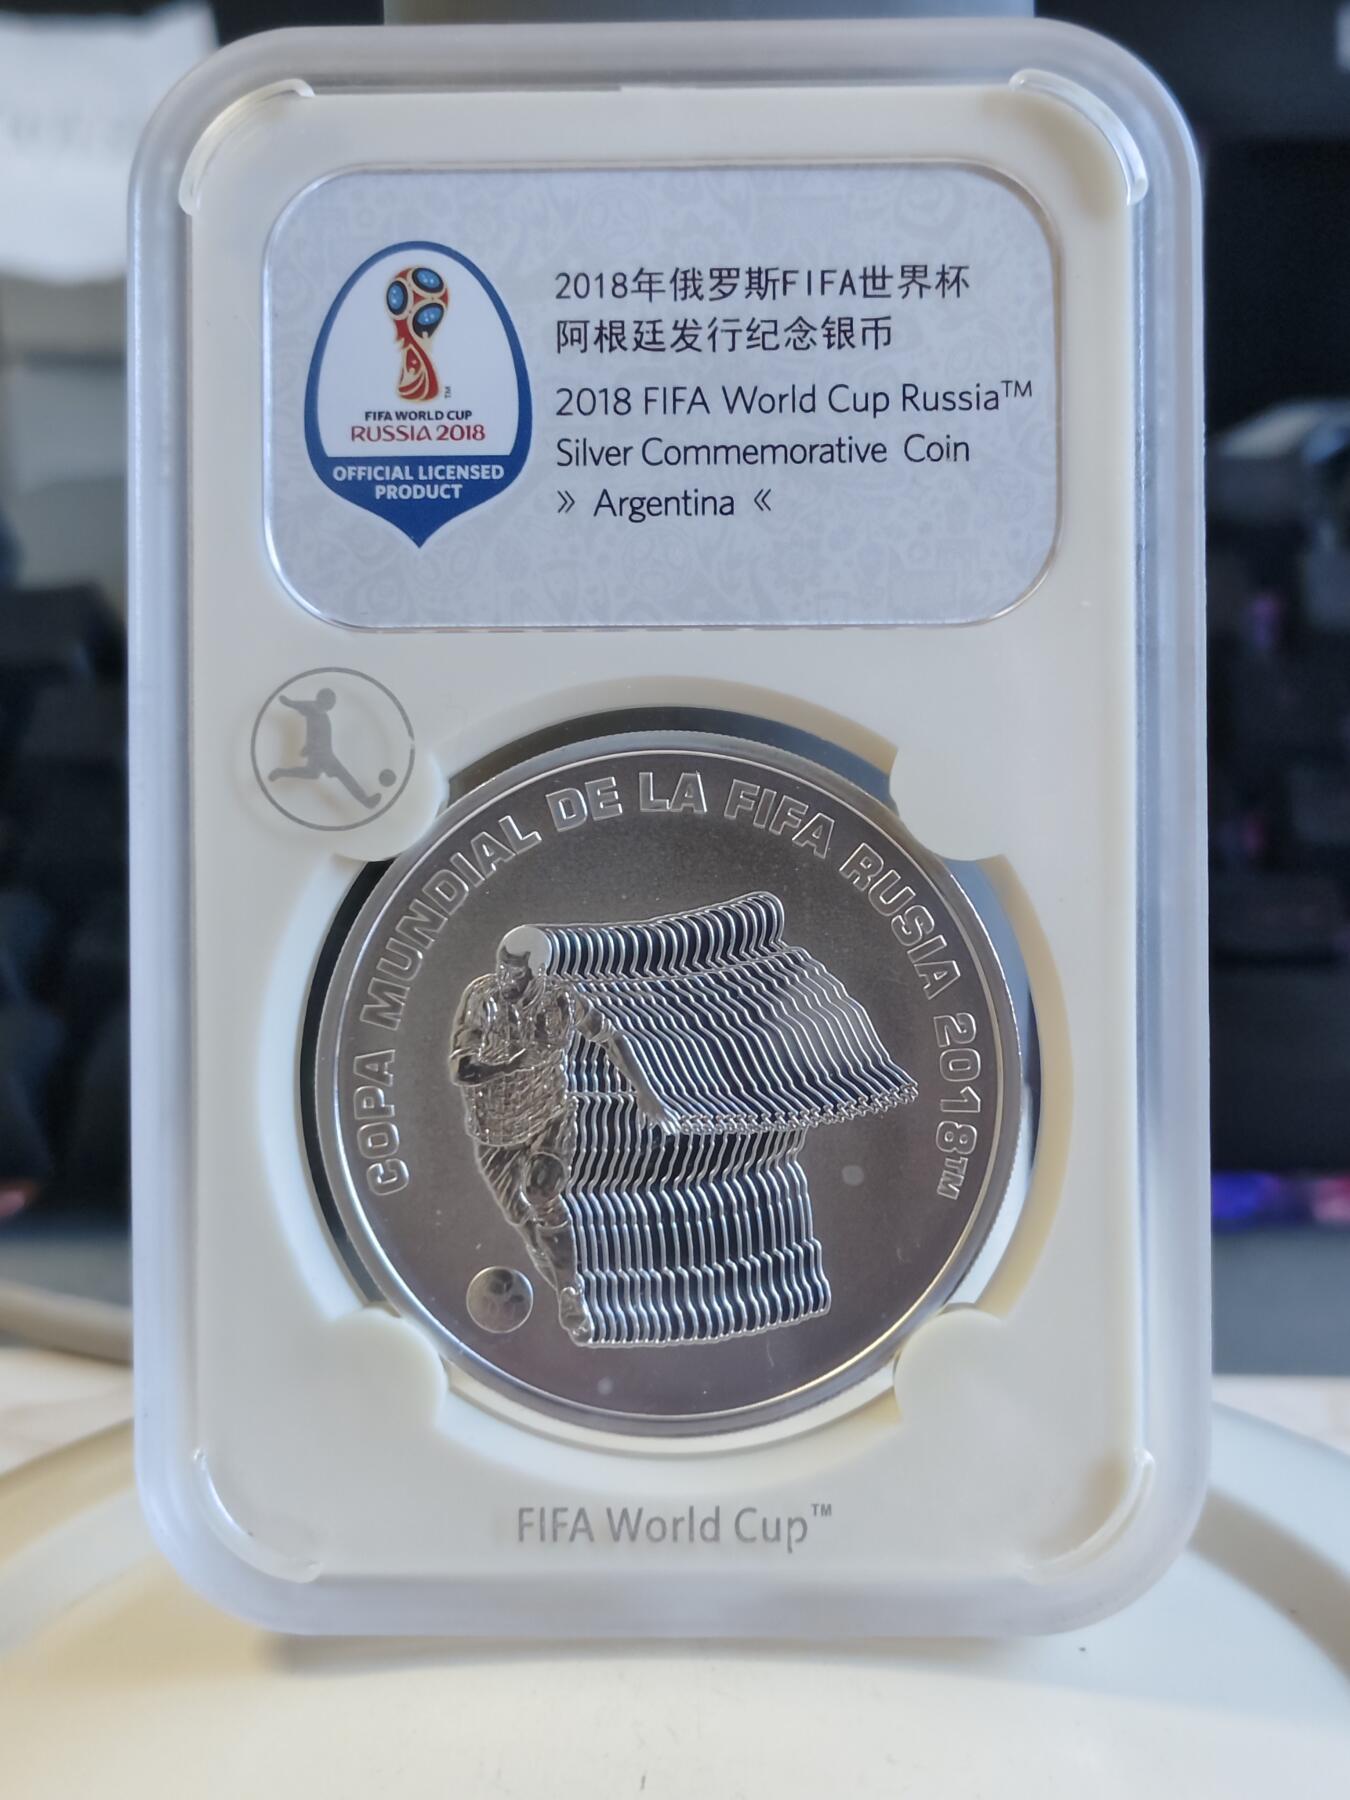 2018年俄罗斯FIFA世界杯
阿根廷发行纪念银币
2018 FIFA World Cup Russia™
Silver Commemorative Coin
» Argentina «
FIFA WORLD CUP
RUSSIA 2018
™
OFFICIAL LICENSED
PRODUCT
COPA MUNDIAL DE LA FIFA RUSIA 2018™
FIFA World Cup™